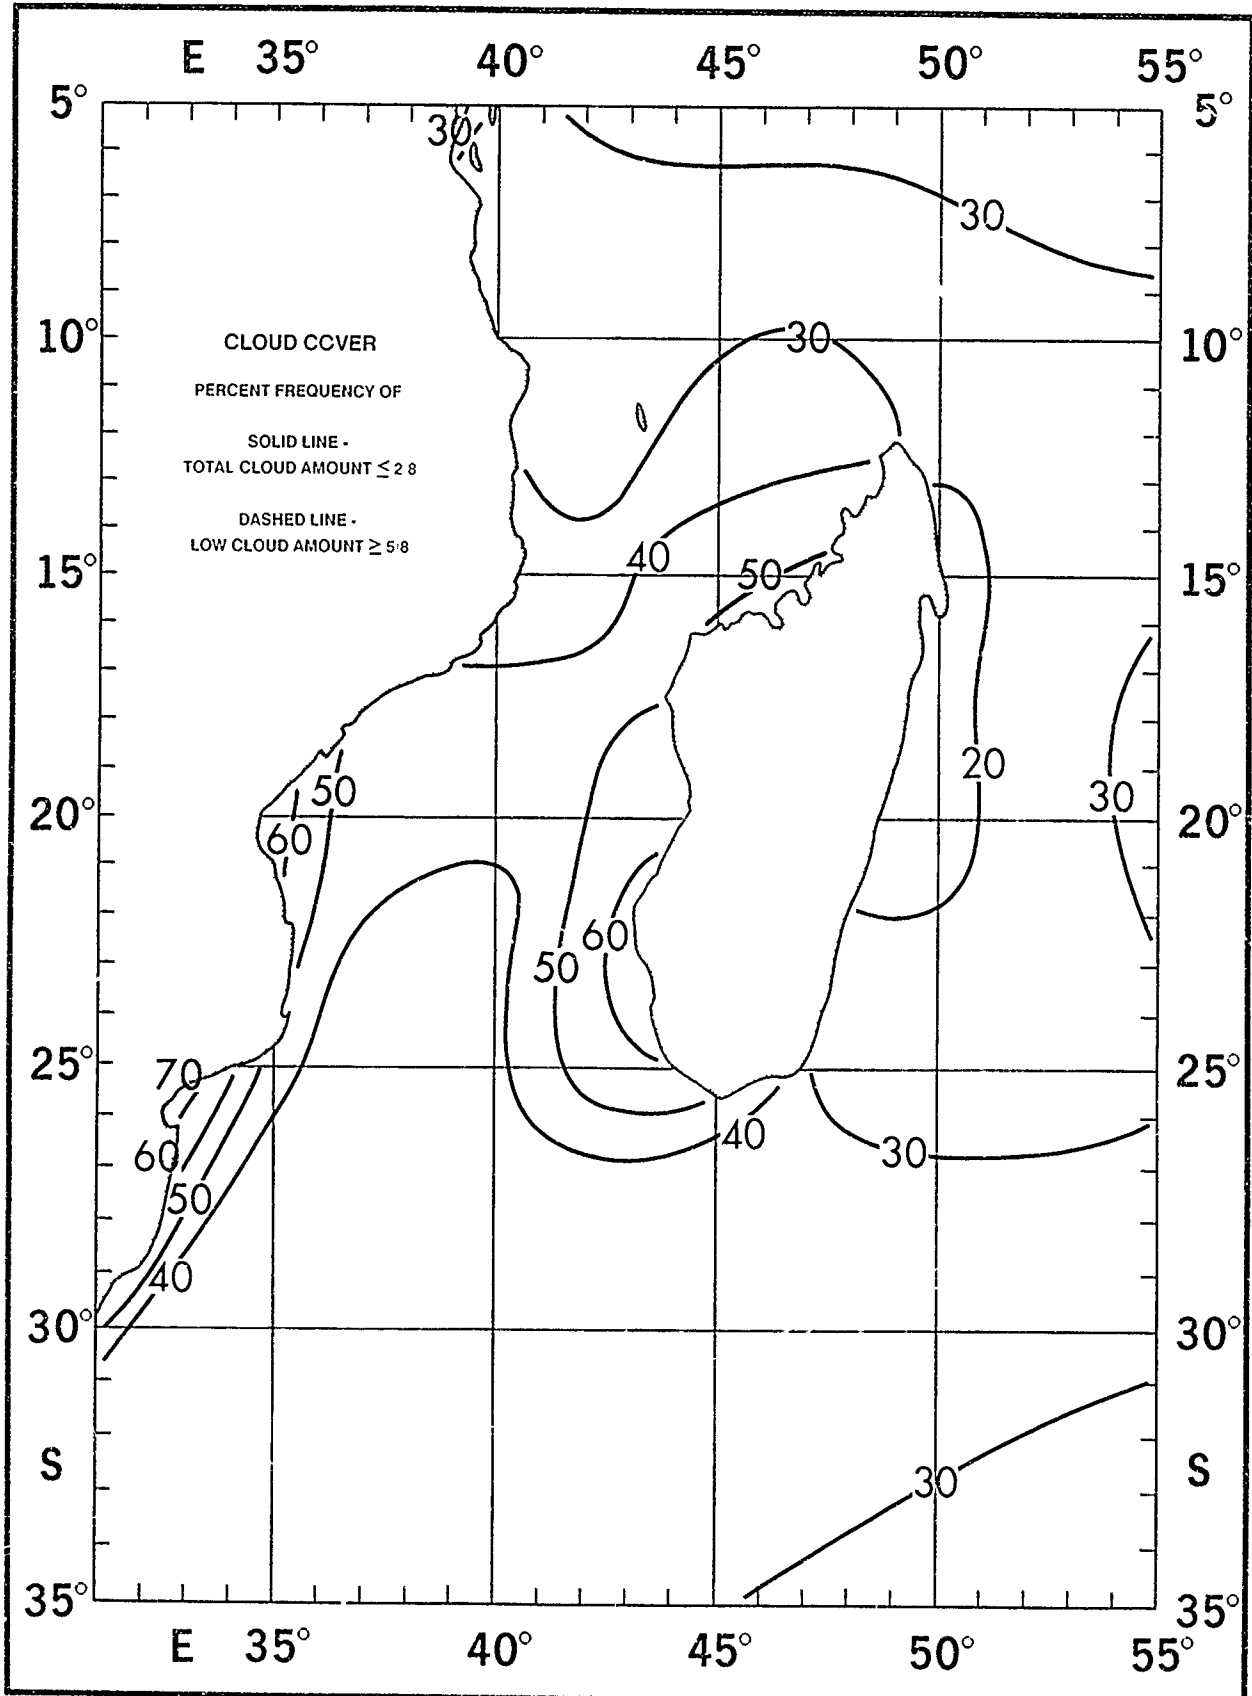 E 35° 40° 45° 50° 55°
5° 5°
30
30
10° 10°
30
CLOUD CCVER
PERCENT FREQUENCY OF
SOLID LINE -
TOTAL CLOUD AMOUNT ≤ 2 8
DASHED LINE -
LOW CLOUD AMOUNT ≥ 5/8
40
15° 50 15°
20
50 30
20° 20°
60
60
50
70 25° 25°
40
60 30
50
40
30° 30°
S S
30
35° 35°
E 35° 40° 45° 50° 55°